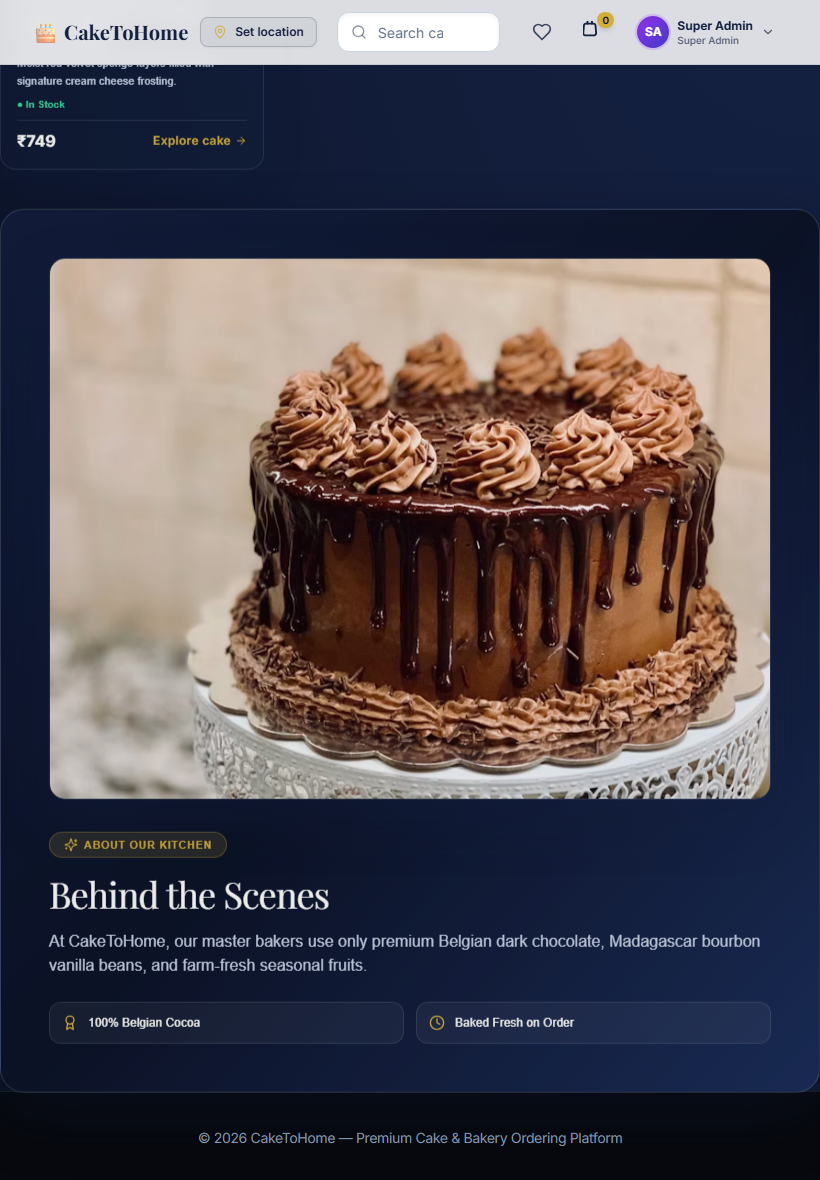 CakeToHome
Set location
Search ca
0
SA
Super Admin
Super Admin
signature cream cheese frosting.
In Stock
₹749
Explore cake →
ABOUT OUR KITCHEN
Behind the Scenes
At CakeToHome, our master bakers use only premium Belgian dark chocolate, Madagascar bourbon
vanilla beans, and farm-fresh seasonal fruits.
100% Belgian Cocoa
Baked Fresh on Order
© 2026 CakeToHome — Premium Cake & Bakery Ordering Platform